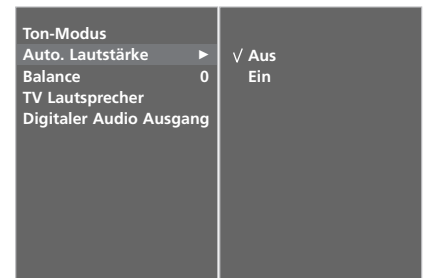 Ton-Modus
Auto. Lautstärke ►
Balance 0
TV Lautsprecher
Digitaler Audio Ausgang
√ Aus
Ein